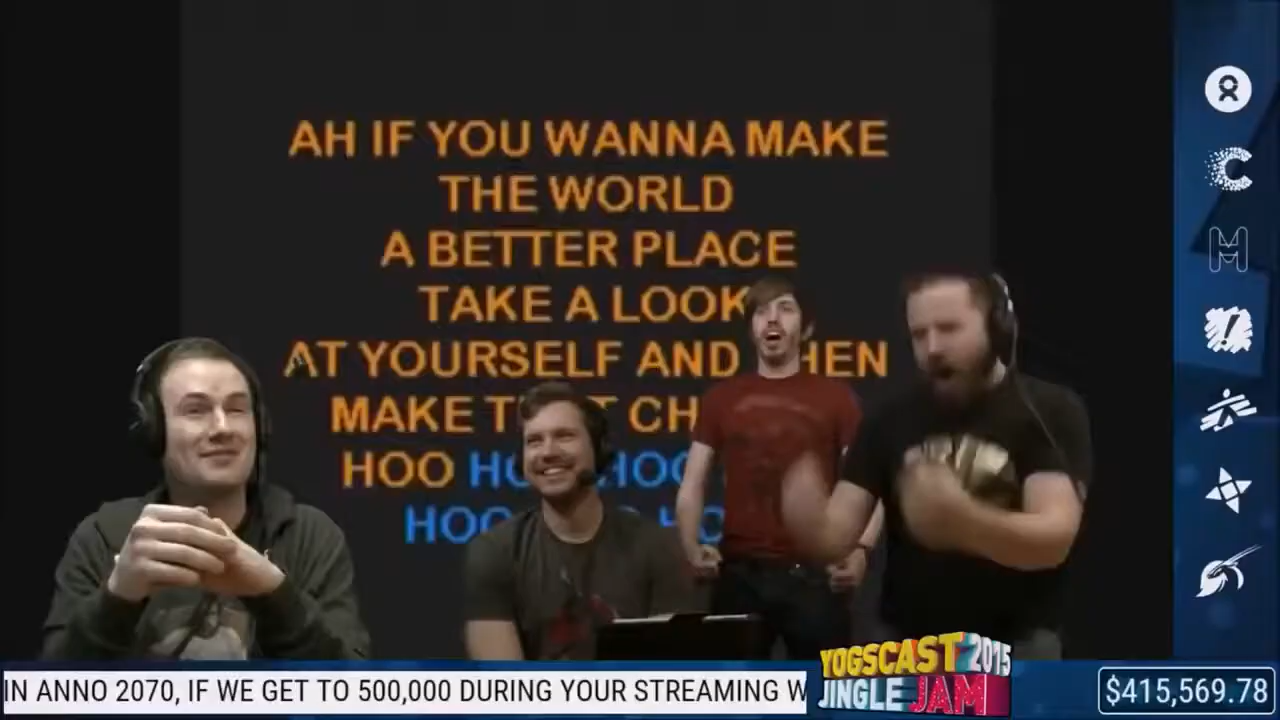 AH IF YOU WANNA MAKE
THE WORLD
A BETTER PLACE
TAKE A LOOK
AT YOURSELF AND
MAKE
HOO
HOO
IN ANNO 2070, IF WE GET TO 500,000 DURING YOUR STREAMING W
YOGSCAST 2015
JINGLE JAM
$415,569.78